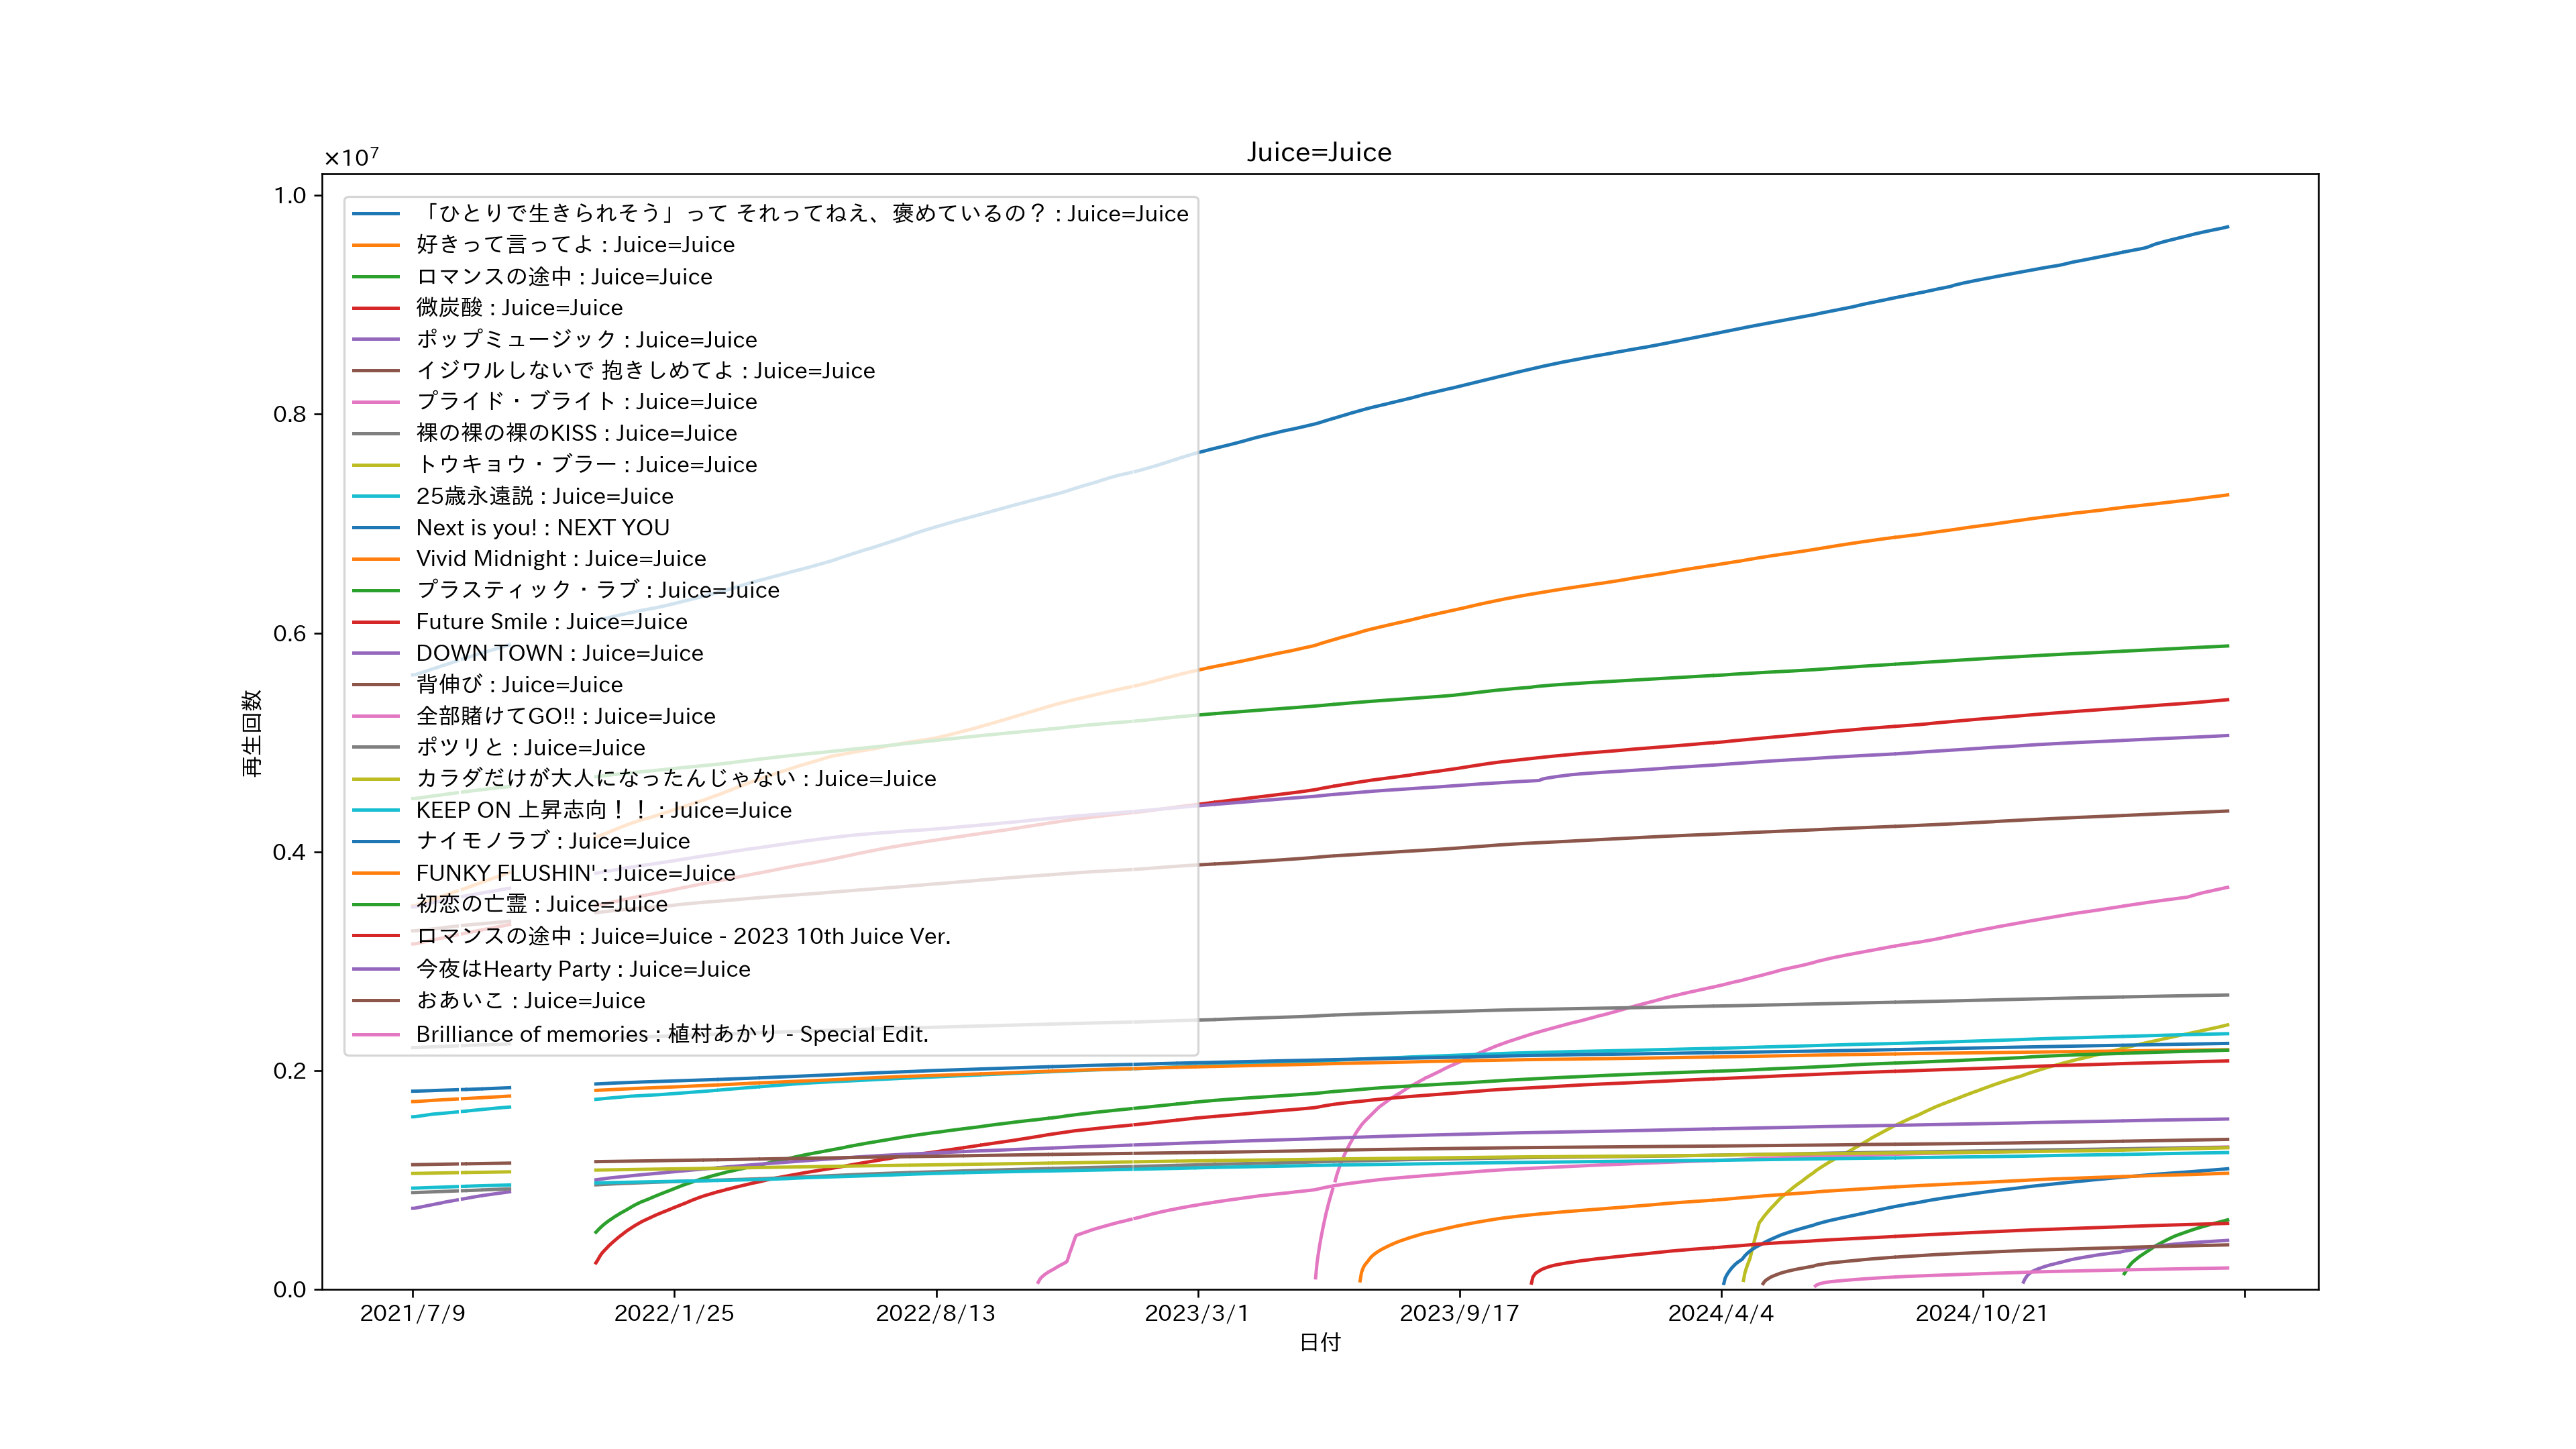 Juice=Juice
×10⁷
1.0
0.8
0.6
0.4
0.2
0.0
再生回数
「ひとりで生きられそう」って それってねえ、褒めているの? : Juice=Juice
好きって言ってよ : Juice=Juice
ロマンスの途中 : Juice=Juice
微炭酸 : Juice=Juice
ポップミュージック : Juice=Juice
イジワルしないで 抱きしめてよ : Juice=Juice
プライド・ブライト : Juice=Juice
裸の裸の裸のKISS : Juice=Juice
トウキョウ・ブラー : Juice=Juice
25歳永遠説 : Juice=Juice
Next is you! : NEXT YOU
Vivid Midnight : Juice=Juice
プラスティック・ラブ : Juice=Juice
Future Smile : Juice=Juice
DOWN TOWN : Juice=Juice
背伸び : Juice=Juice
全部賭けてGO!! : Juice=Juice
ポツリと : Juice=Juice
カラダだけが大人になったんじゃない : Juice=Juice
KEEP ON 上昇志向!! : Juice=Juice
ナイモノラブ : Juice=Juice
FUNKY FLUSHIN' : Juice=Juice
初恋の亡霊 : Juice=Juice
ロマンスの途中 : Juice=Juice - 2023 10th Juice Ver.
今夜はHearty Party : Juice=Juice
おあいこ : Juice=Juice
Brilliance of memories : 植村あかり - Special Edit.
2021/7/9 2022/1/25 2022/8/13 2023/3/1 2023/9/17 2024/4/4 2024/10/21
日付